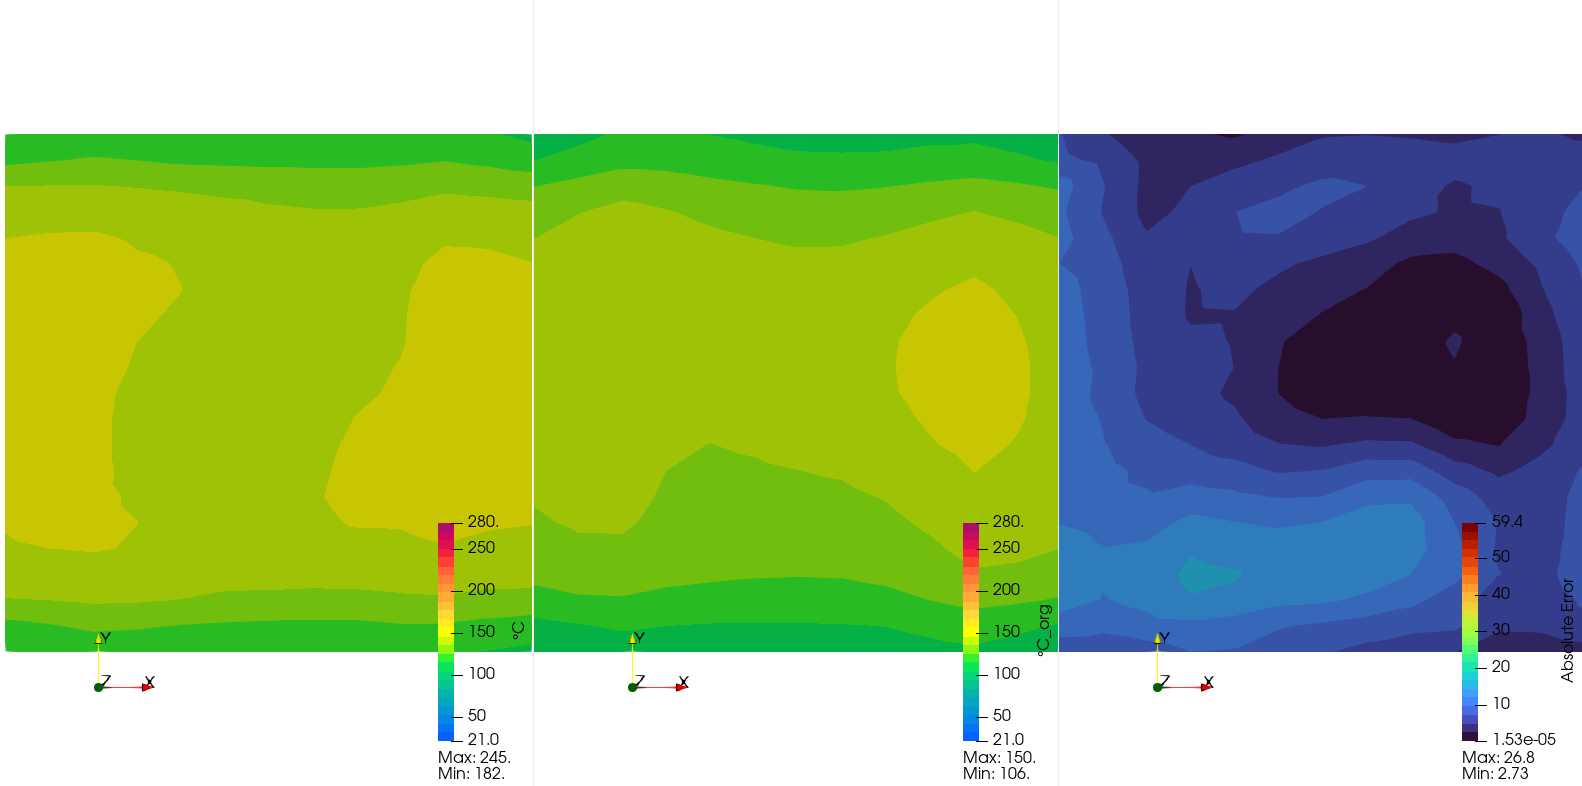 280.
250
200
150
100
50
21.0
°C
Max: 245.
Min: 182.
Y
Z
X
280.
250
200
150
100
50
21.0
°C_org
Max: 150.
Min: 106.
Y
Z
X
59.4
50
40
30
20
10
1.53e-05
Absolute Error
Max: 26.8
Min: 2.73
Y
Z
X